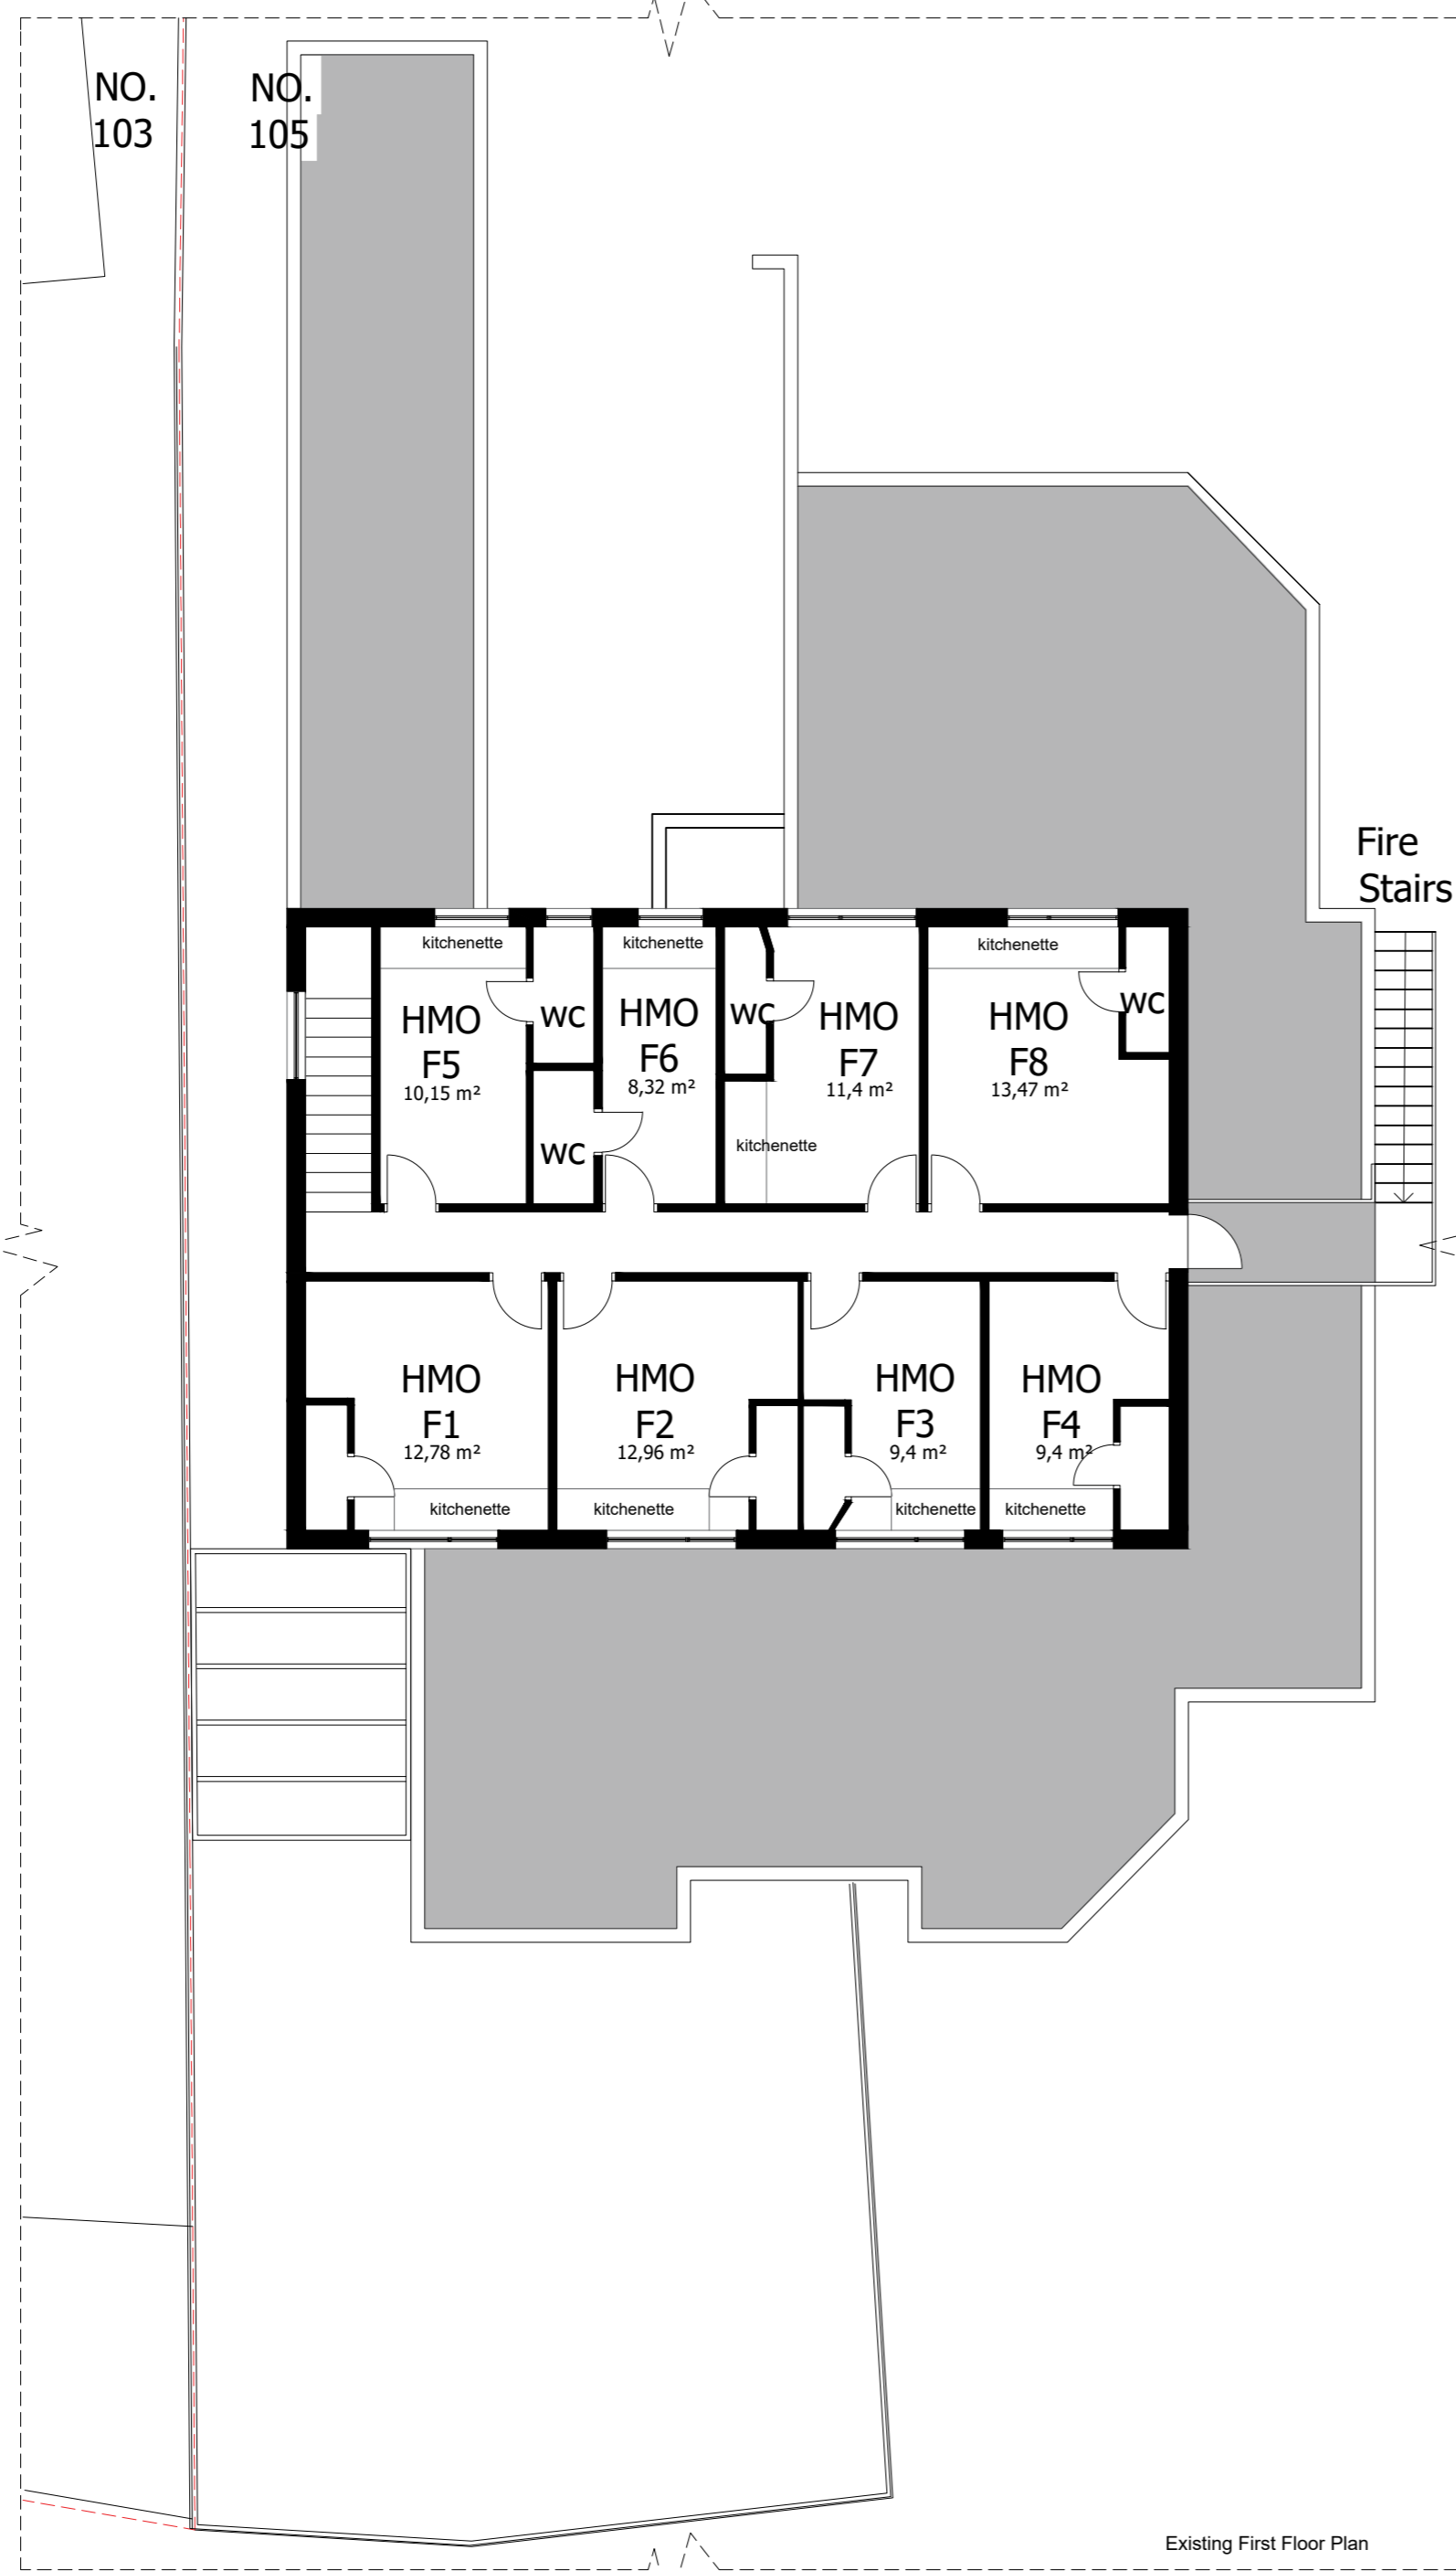 NO.
103
NO.
105
Fire
Stairs
kitchenette
kitchenette
kitchenette
HMO
F5
10,15 m²
wc
wc
HMO
F6
8,32 m²
wc
HMO
F7
11,4 m²
kitchenette
HMO
F8
13,47 m²
wc
HMO
F1
12,78 m²
kitchenette
HMO
F2
12,96 m²
kitchenette
HMO
F3
9,4 m²
kitchenette
HMO
F4
9,4 m²
kitchenette
Existing First Floor Plan